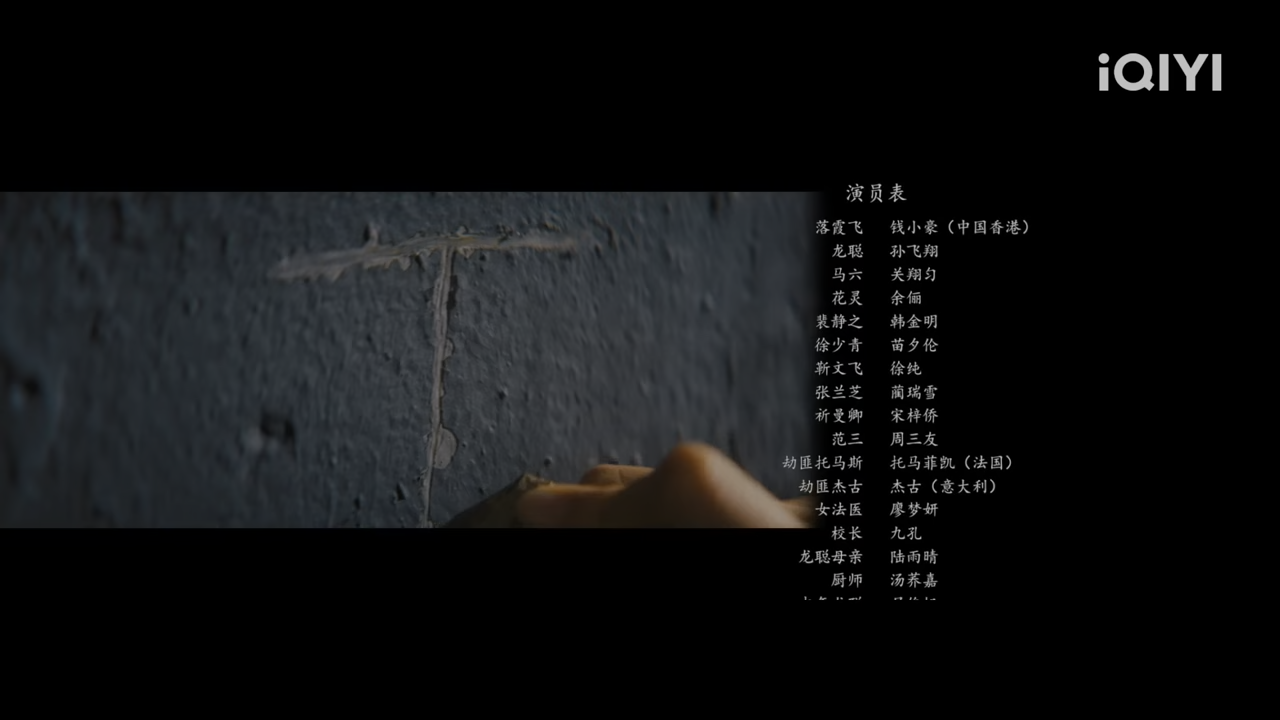 iQIYI
演员表
落霞飞 钱小豪（中国香港）
龙聪 孙飞翔
马六 关翔匀
花灵 余俪
裴静之 韩金明
徐少青 苗夕伦
靳文飞 徐纯
张兰芝 蔺瑞雪
祈曼卿 宋梓侨
范三 周三友
劫匪托马斯 托马菲凯（法国）
劫匪杰古 杰古（意大利）
女法医 廖梦妍
校长 九孔
龙聪母亲 陆雨晴
厨师 汤荞嘉